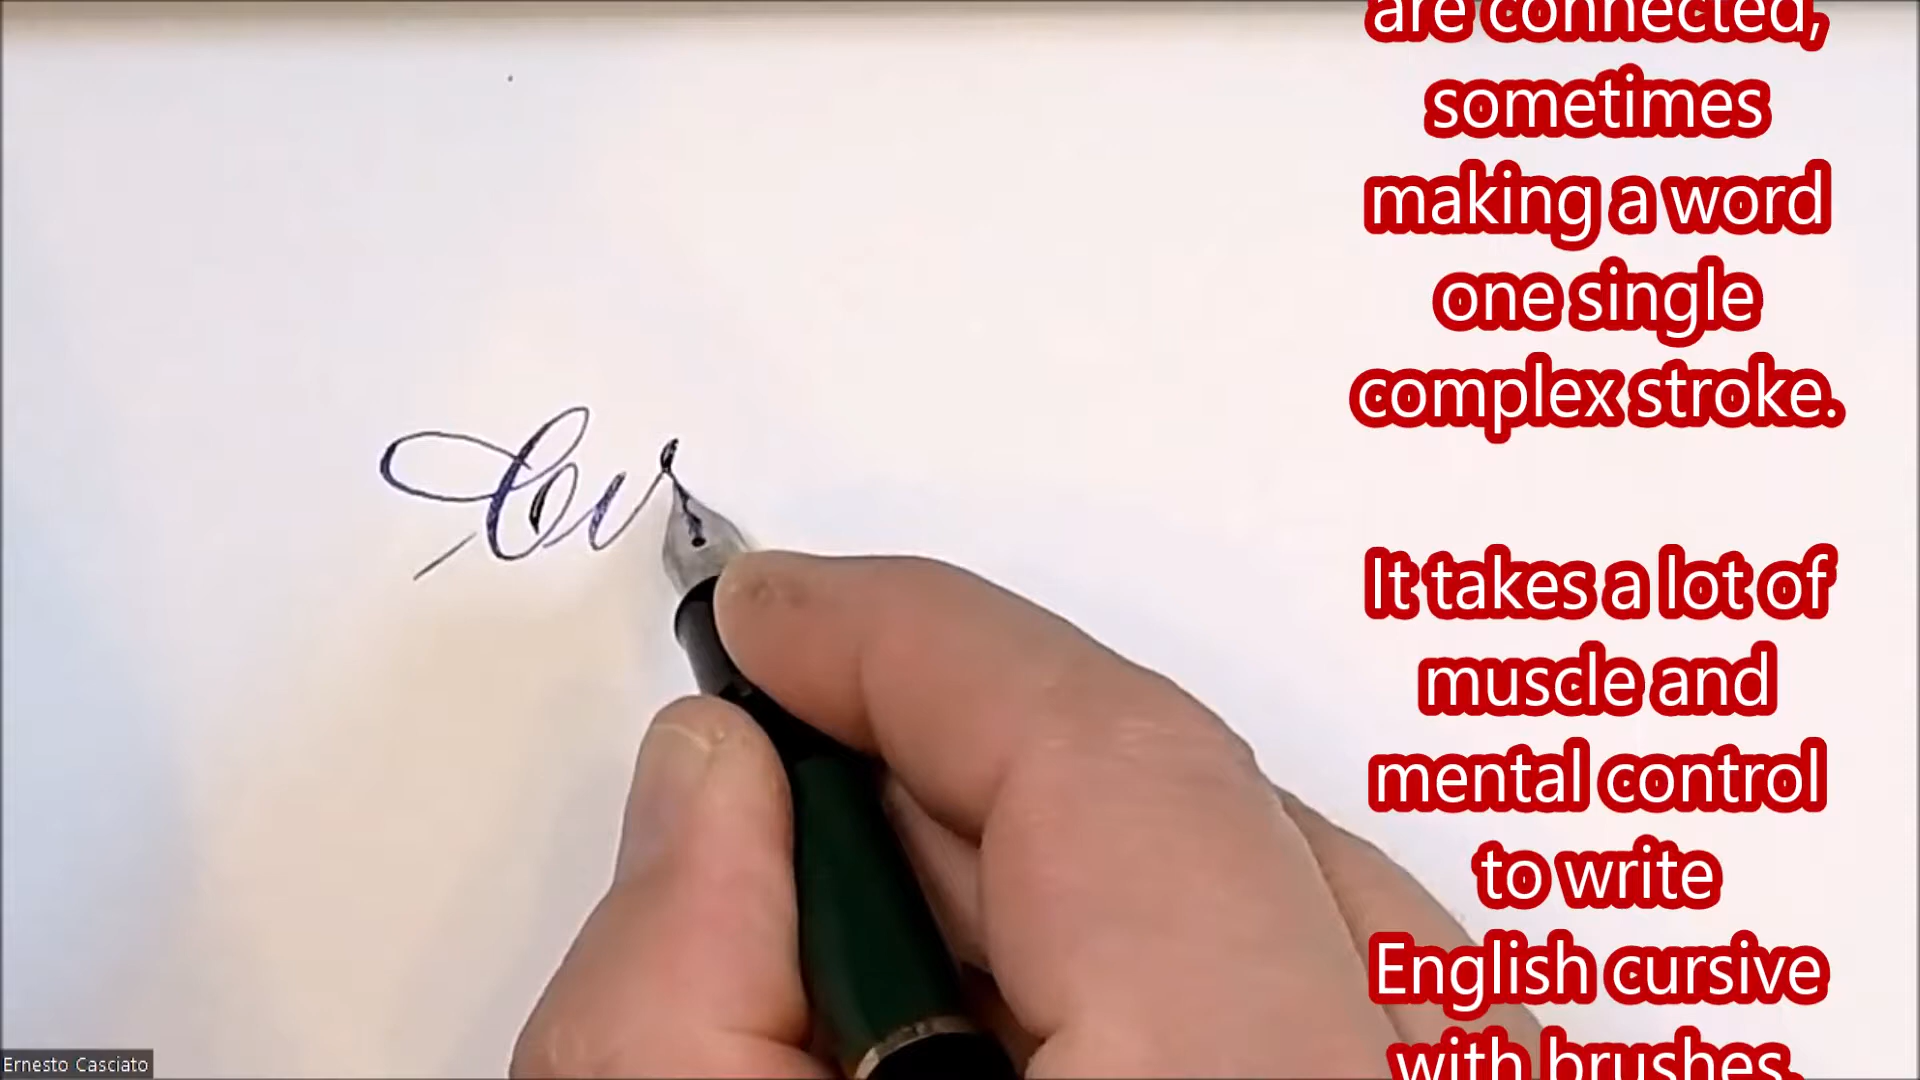 are connected,
sometimes
making a word
one single
complex stroke.
It takes a lot of
muscle and
mental control
to write
English cursive
with brushes.
Ernesto Casciato